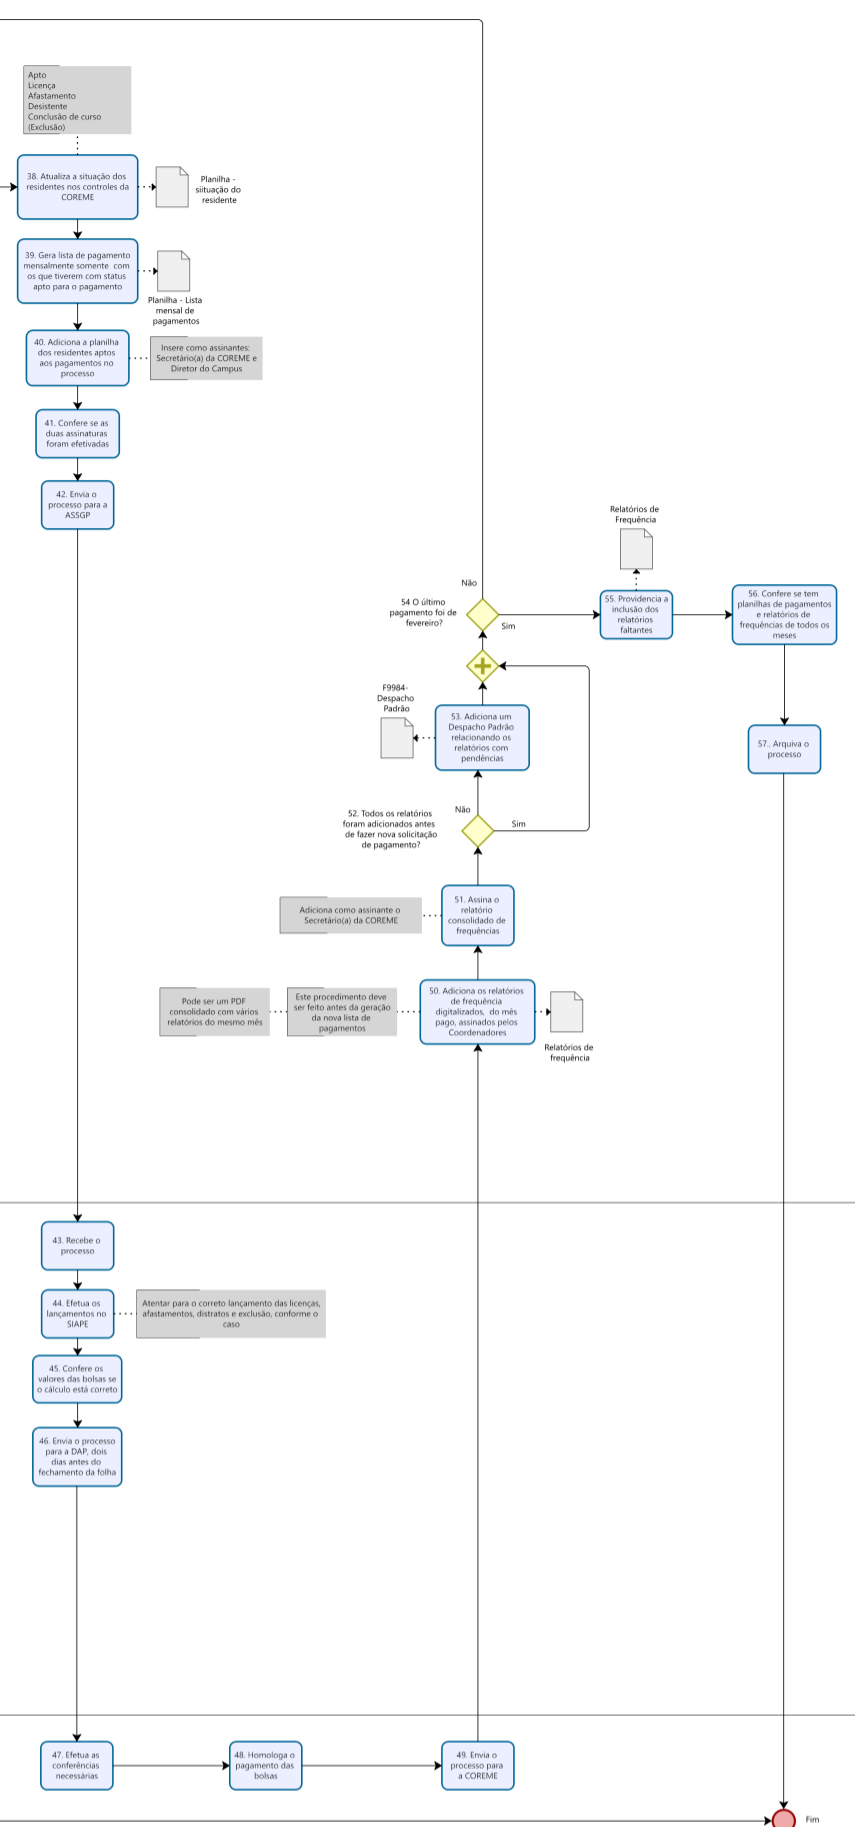 Apto
Licença
Afastamento
Desistente
Conclusão de curso
(Exclusão)
38. Atualiza a situação dos
residentes nos controles da
COREME
Planilha -
siituação do
residente
39. Gera lista de pagamento
mensalmente somente com
os que tiverem com status
apto para o pagamento
Planilha - Lista
mensal de
pagamentos
40. Adiciona a planilha
dos residentes aptos
aos pagamentos no
processo
Insere como assinantes:
Secretário(a) da COREME e
Diretor do Campus
41. Confere se as
duas assinaturas
foram efetivadas
42. Envia o
processo para a
ASSGP
Relatórios de
Frequência
Não
54 O último
pagamento foi de
fevereiro?
Sim
55. Providencia a
inclusão dos
relatórios
faltantes
56. Confere se tem
planilhas de pagamentos
e relatórios de
frequências de todos os
meses
F9984-
Despacho
Padrão
53. Adiciona um
Despacho Padrão
relacionando os
relatórios com
pendências
57.. Arquiva o
processo
Não
52. Todos os relatórios
foram adicionados antes
de fazer nova solicitação
de pagamento?
Sim
51. Assina o
relatório
consolidado de
frequências
Adiciona como assinante o
Secretário(a) da COREME
50. Adiciona os relatórios
de frequência
digitalizados, do mês
pago, assinados pelos
Coordenadores
Este procedimento deve
ser feito antes da geração
da nova lista de
pagamentos
Pode ser um PDF
consolidado com vários
relatórios do mesmo mês
Relatórios de
frequência
43. Recebe o
processo
44. Efetua os
lançamentos no
SIAPE
Atentar para o correto lançamento das licenças,
afastamentos, distratos e exclusão, conforme o
caso
45. Confere os
valores das bolsas se
o cálculo está correto
46. Envia o processo
para a DAP, dois
dias antes do
fechamento da folha
47. Efetua as
conferências
necessárias
48. Homologa o
pagamento das
bolsas
49. Envia o
processo para
a COREME
Fim